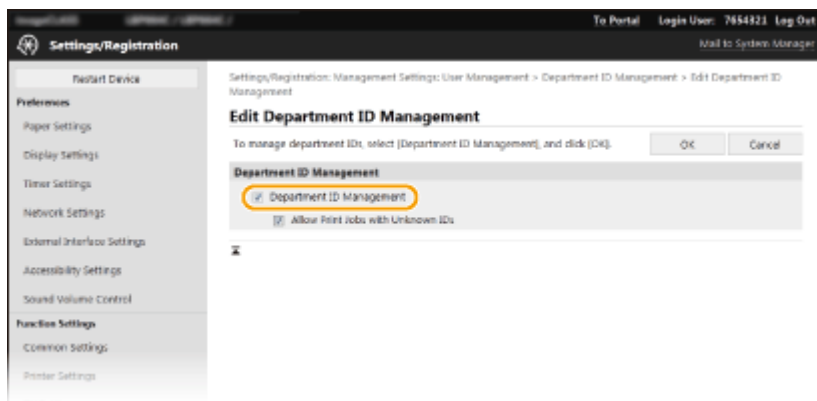 To Portal Login User: 7654321 Log Out
Settings/Registration
Mail to System Manager
Restart Device
Preferences
Paper Settings
Display Settings
Timer Settings
Network Settings
External Interface Settings
Accessibility Settings
Sound Volume Control
Function Settings
Common Settings
Printer Settings
Settings/Registration: Management Settings: User Management > Department ID Management > Edit Department ID
Management
Edit Department ID Management
To manage department IDs, select [Department ID Management], and click [OK].
OK
Cancel
Department ID Management
Department ID Management
Allow Print Jobs with Unknown IDs